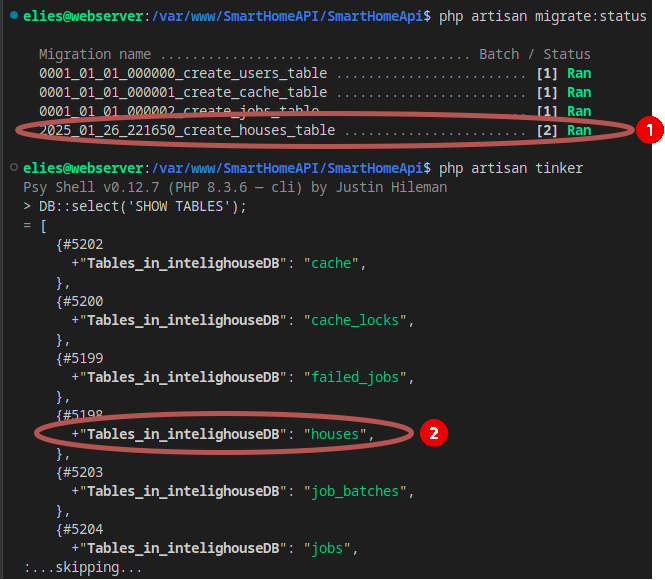 elies@webserver:/var/www/SmartHomeAPI/SmartHomeApi$ php artisan migrate:status
Migration name ........................................ Batch / Status
0001_01_01_000000_create_users_table ........................ [1] Ran
0001_01_01_000001_create_cache_table ........................ [1] Ran
0001_01_01_000002_create_jobs_table ......................... [1] Ran
2025_01_26_221650_create_houses_table ....................... [2] Ran 1
elies@webserver:/var/www/SmartHomeAPI/SmartHomeApi$ php artisan tinker
Psy Shell v0.12.7 (PHP 8.3.6 — cli) by Justin Hileman
> DB::select('SHOW TABLES');
= [
{#5202
+"Tables_in_intelighouseDB": "cache",
},
{#5200
+"Tables_in_intelighouseDB": "cache_locks",
},
{#5199
+"Tables_in_intelighouseDB": "failed_jobs",
},
{#5198
+"Tables_in_intelighouseDB": "houses", 2
},
{#5203
+"Tables_in_intelighouseDB": "job_batches",
},
{#5204
+"Tables_in_intelighouseDB": "jobs",
:...skipping...